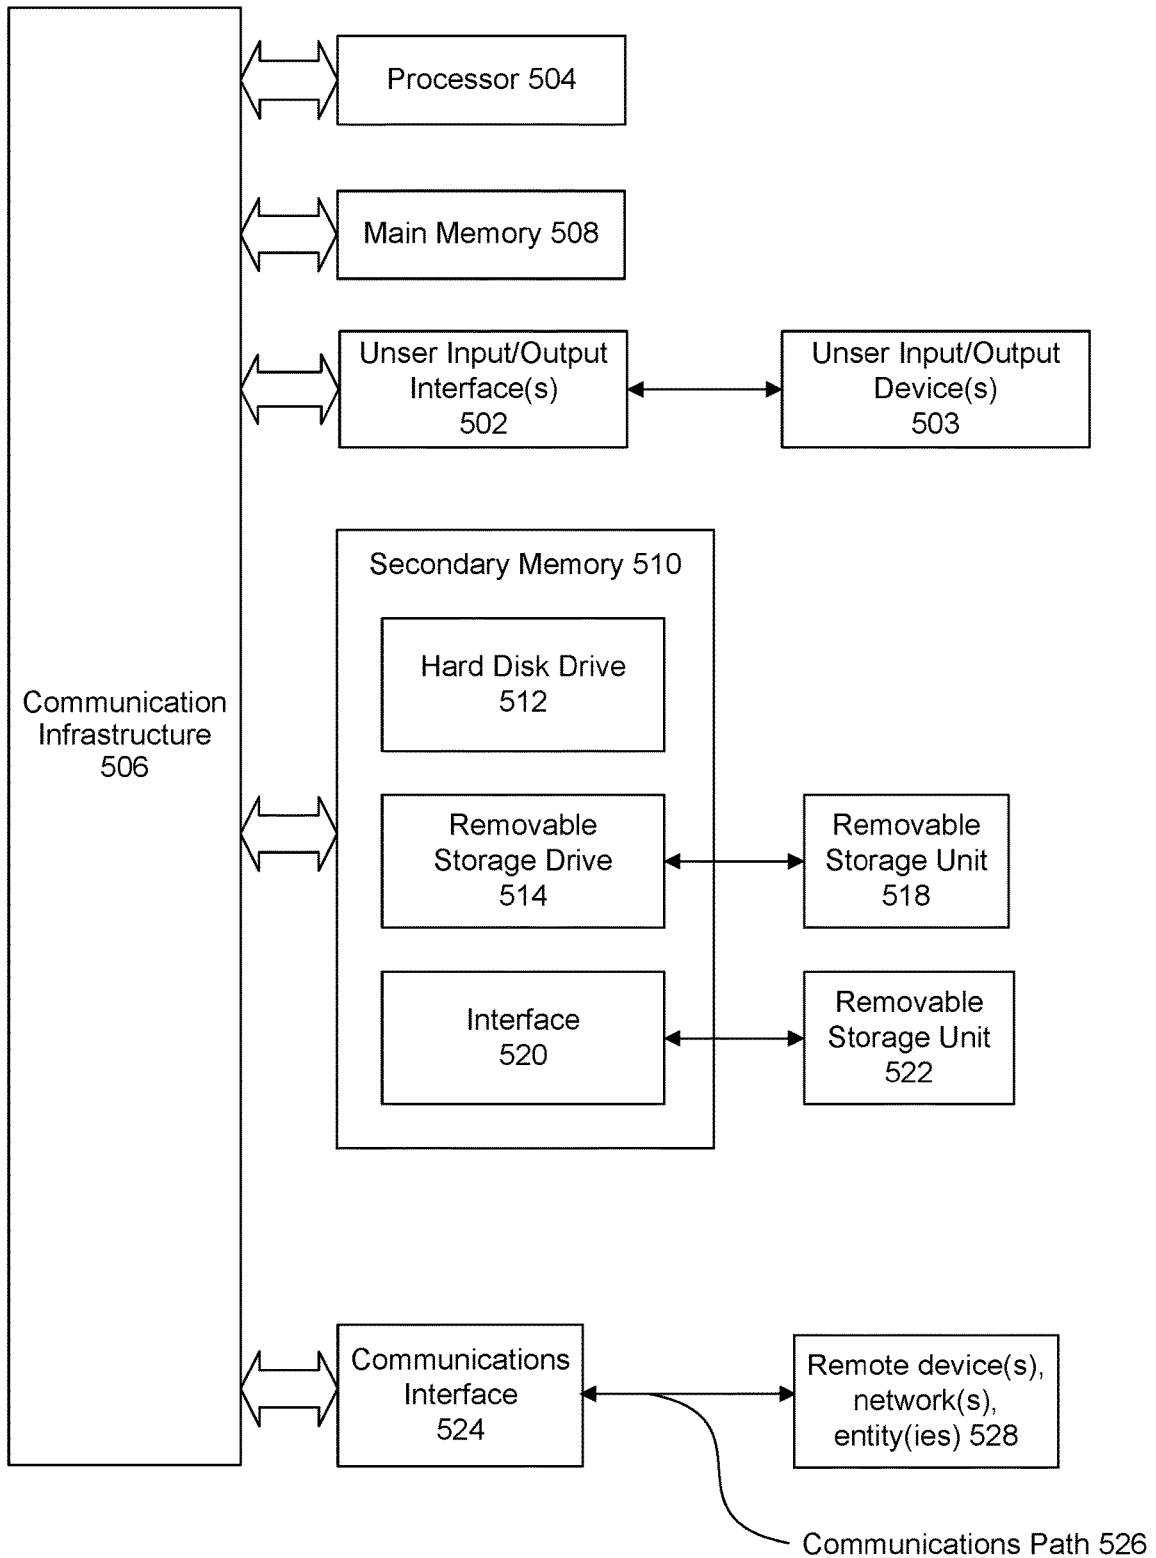 Processor 504
Main Memory 508
Unser Input/Output
Interface(s)
502
Unser Input/Output
Device(s)
503
Secondary Memory 510
Hard Disk Drive
512
Communication
Infrastructure
506
Removable
Storage Drive
514
Removable
Storage Unit
518
Interface
520
Removable
Storage Unit
522
Communications
Interface
524
Remote device(s),
network(s),
entity(ies) 528
Communications Path 526